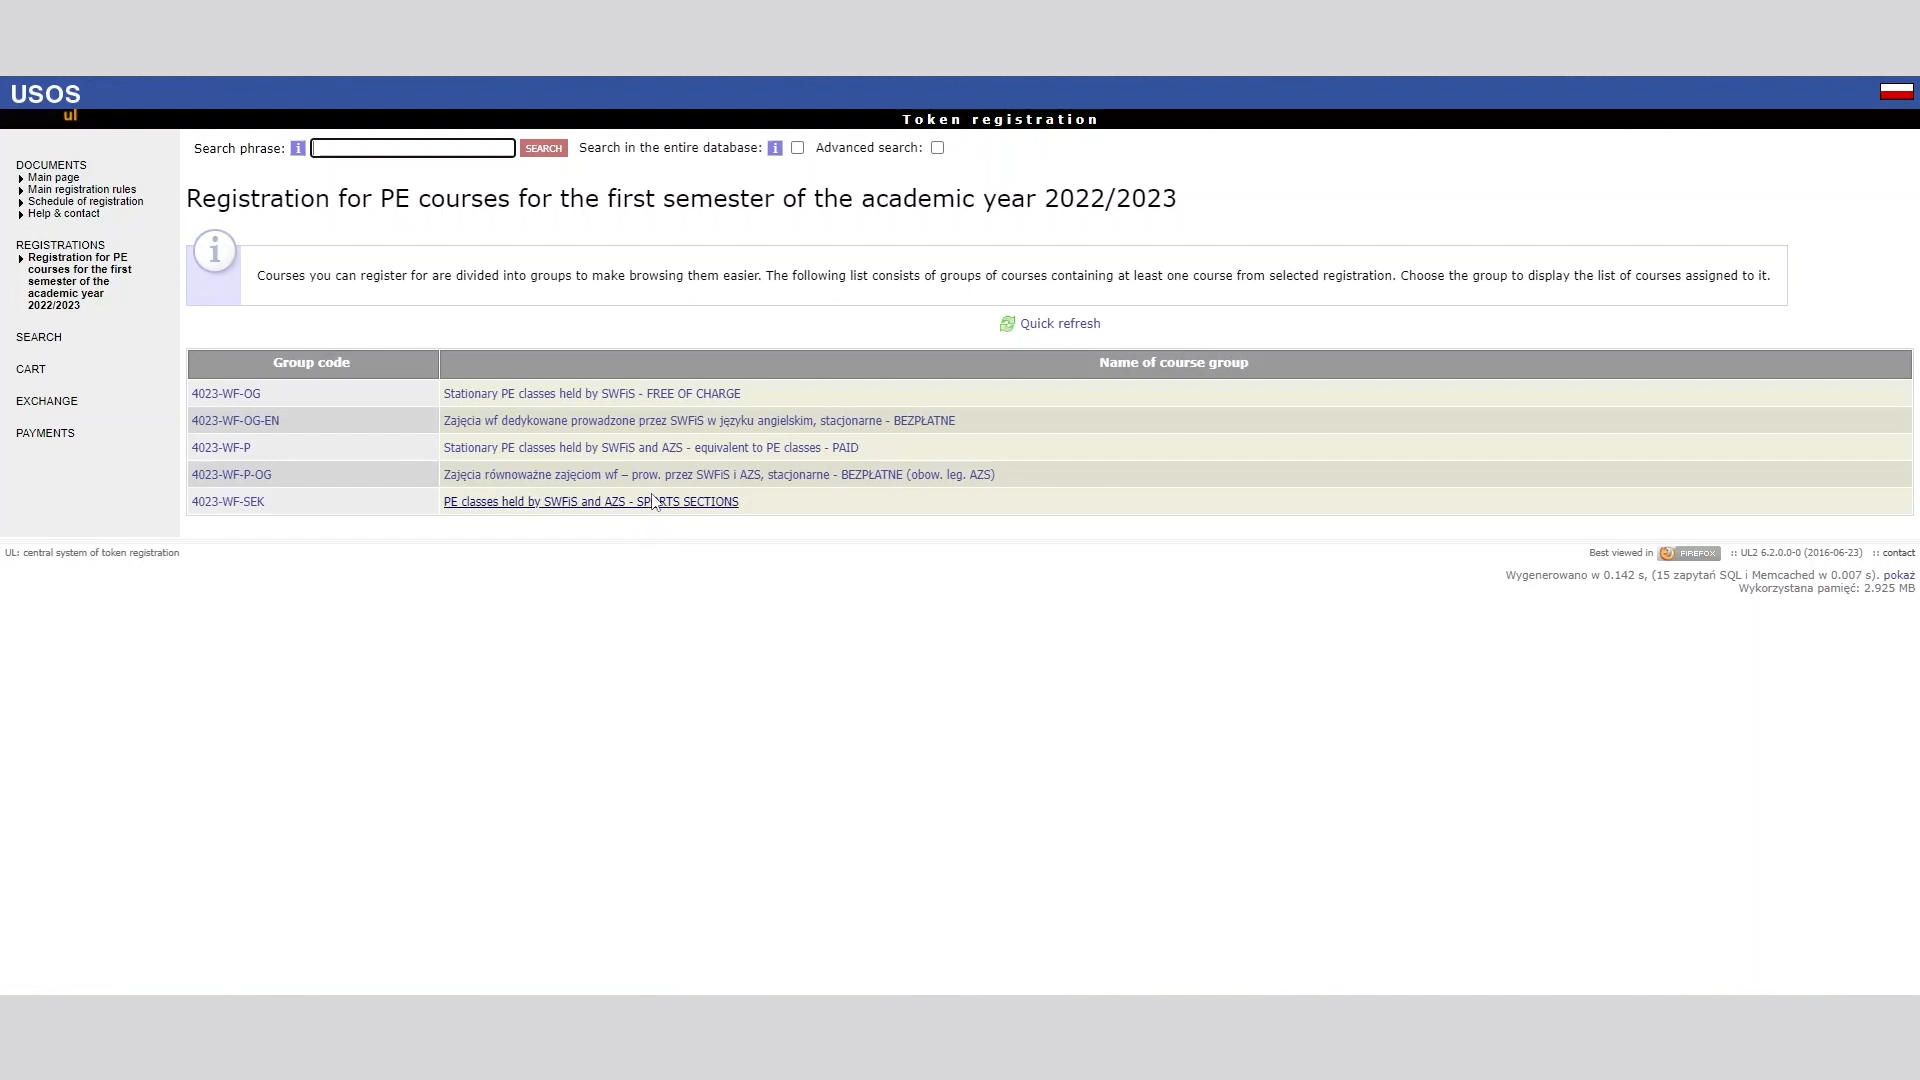 USOS
ul
Token registration
Search phrase: i SEARCH Search in the entire database: i Advanced search:
DOCUMENTS
Main page
Main registration rules
Schedule of registration
Help & contact
REGISTRATIONS
Registration for PE
courses for the first
semester of the
academic year
2022/2023
SEARCH
CART
EXCHANGE
PAYMENTS
Registration for PE courses for the first semester of the academic year 2022/2023
i
Courses you can register for are divided into groups to make browsing them easier. The following list consists of groups of courses containing at least one course from selected registration. Choose the group to display the list of courses assigned to it.
Quick refresh
Group code Name of course group
4023-WF-OG Stationary PE classes held by SWFiS - FREE OF CHARGE
4023-WF-OG-EN Zajęcia wf dedykowane prowadzone przez SWFiS w języku angielskim, stacjonarne - BEZPŁATNE
4023-WF-P Stationary PE classes held by SWFiS and AZS - equivalent to PE classes - PAID
4023-WF-P-OG Zajęcia równoważne zajęciom wf – prow. przez SWFiS i AZS, stacjonarne - BEZPŁATNE (obow. leg. AZS)
4023-WF-SEK PE classes held by SWFiS and AZS - SPORTS SECTIONS
UL: central system of token registration Best viewed in FIREFOX :: UL2 6.2.0.0-0 (2016-06-23) :: contact
Wygenerowano w 0.142 s, (15 zapytań SQL i Memcached w 0.007 s). pokaż
Wykorzystana pamięć: 2.925 MB